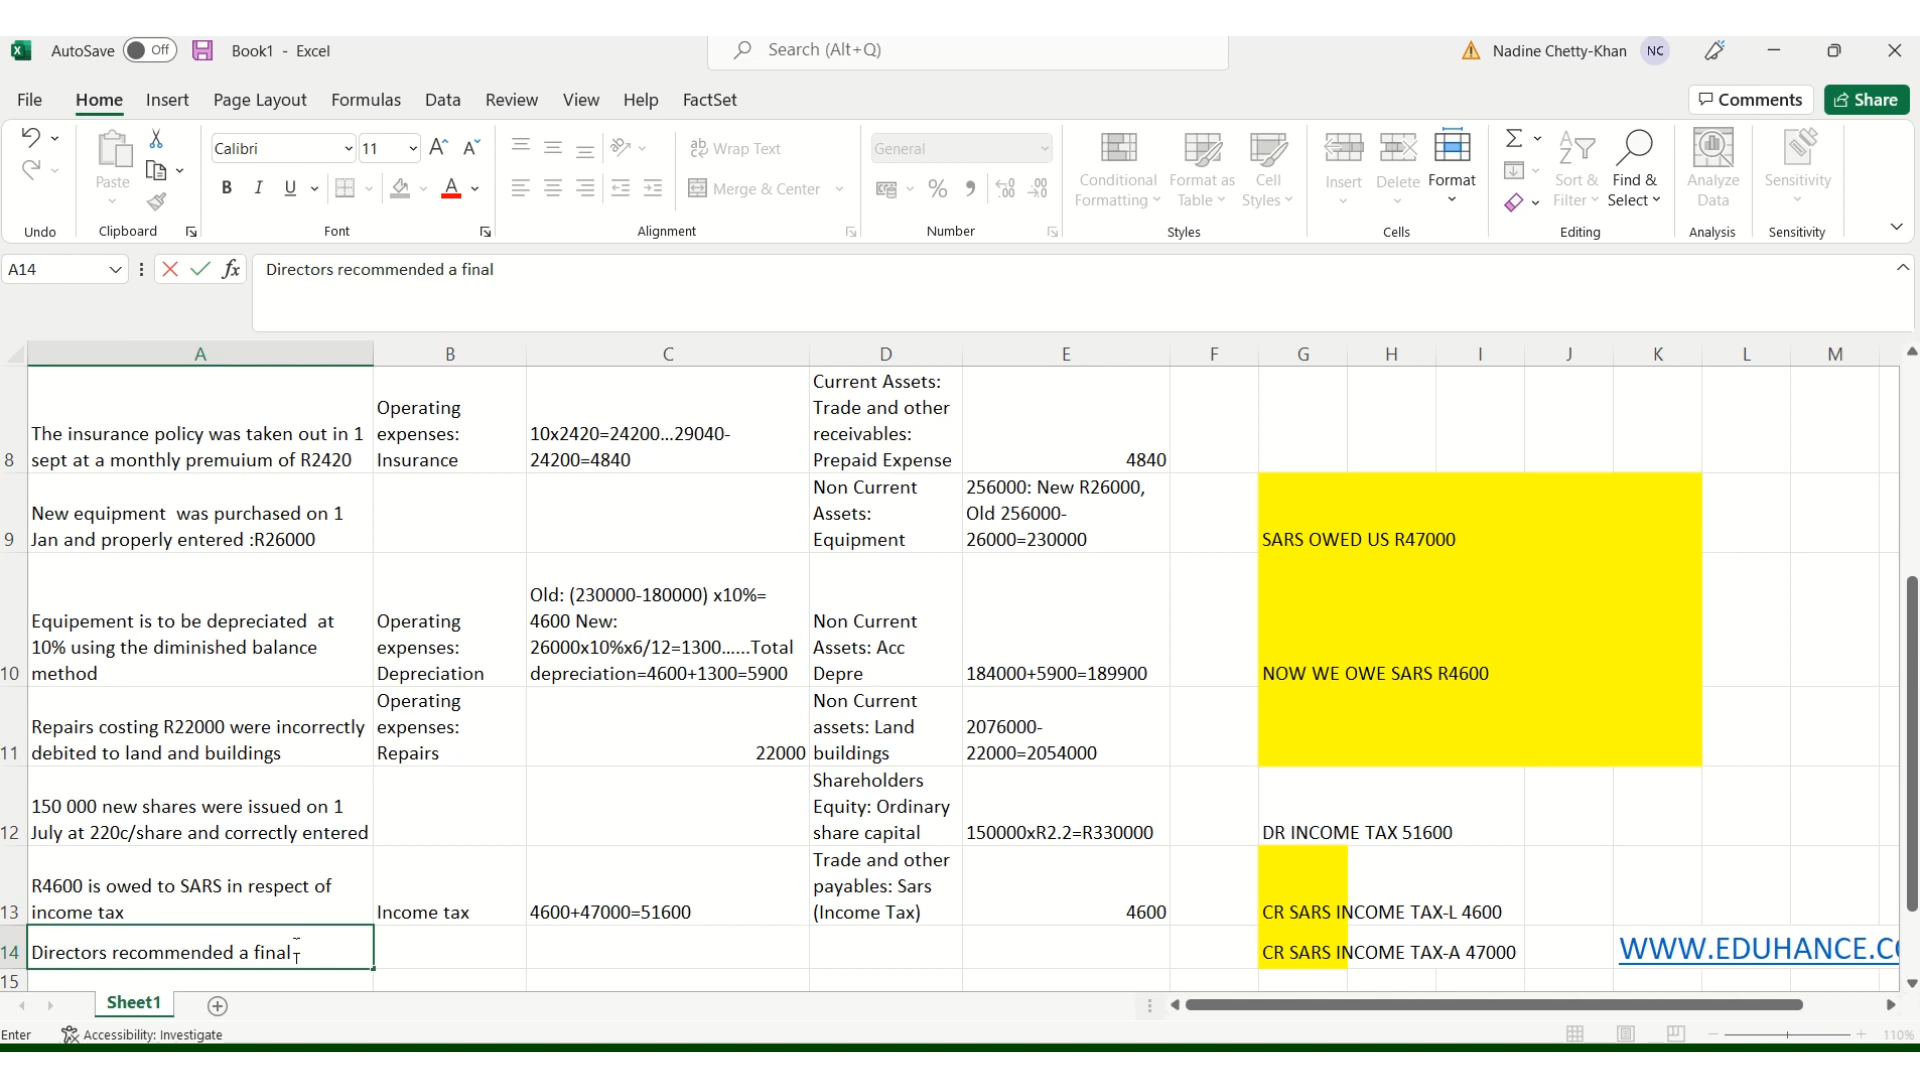 AutoSave Off Book1 - Excel Search (Alt+Q) Nadine Chetty-Khan NC
File Home Insert Page Layout Formulas Data Review View Help FactSet Comments Share
Calibri 11 Wrap Text General
B I U Merge & Center
Paste Conditional Formatting Format as Table Cell Styles Insert Delete Format Sort & Filter Find & Select Analyze Data Sensitivity
Undo Clipboard Font Alignment Number Styles Cells Editing Analysis Sensitivity
A14 fx Directors recommended a final
A B C D E F G H I J K L M
8
The insurance policy was taken out in 1
sept at a monthly premuium of R2420
Operating
expenses:
Insurance
10x2420=24200...29040-
24200=4840
Current Assets:
Trade and other
receivables:
Prepaid Expense
4840
9
New equipment was purchased on 1
Jan and properly entered :R26000
Non Current
Assets:
Equipment
256000: New R26000,
Old 256000-
26000=230000
SARS OWED US R47000
10
Equipement is to be depreciated at
10% using the diminished balance
method
Operating
expenses:
Depreciation
Old: (230000-180000) x10%=
4600 New:
26000x10%x6/12=1300......Total
depreciation=4600+1300=5900
Non Current
Assets: Acc
Depre
184000+5900=189900
NOW WE OWE SARS R4600
11
Repairs costing R22000 were incorrectly
debited to land and buildings
Operating
expenses:
Repairs
22000
Non Current
assets: Land
buildings
2076000-
22000=2054000
12
150 000 new shares were issued on 1
July at 220c/share and correctly entered
Shareholders
Equity: Ordinary
share capital
150000xR2.2=R330000
DR INCOME TAX 51600
13
R4600 is owed to SARS in respect of
income tax
Income tax
4600+47000=51600
Trade and other
payables: Sars
(Income Tax)
4600
CR SARS INCOME TAX-L 4600
14
Directors recommended a final
CR SARS INCOME TAX-A 47000
WWW.EDUHANCE.C
15
Sheet1
Enter Accessibility: Investigate 110%